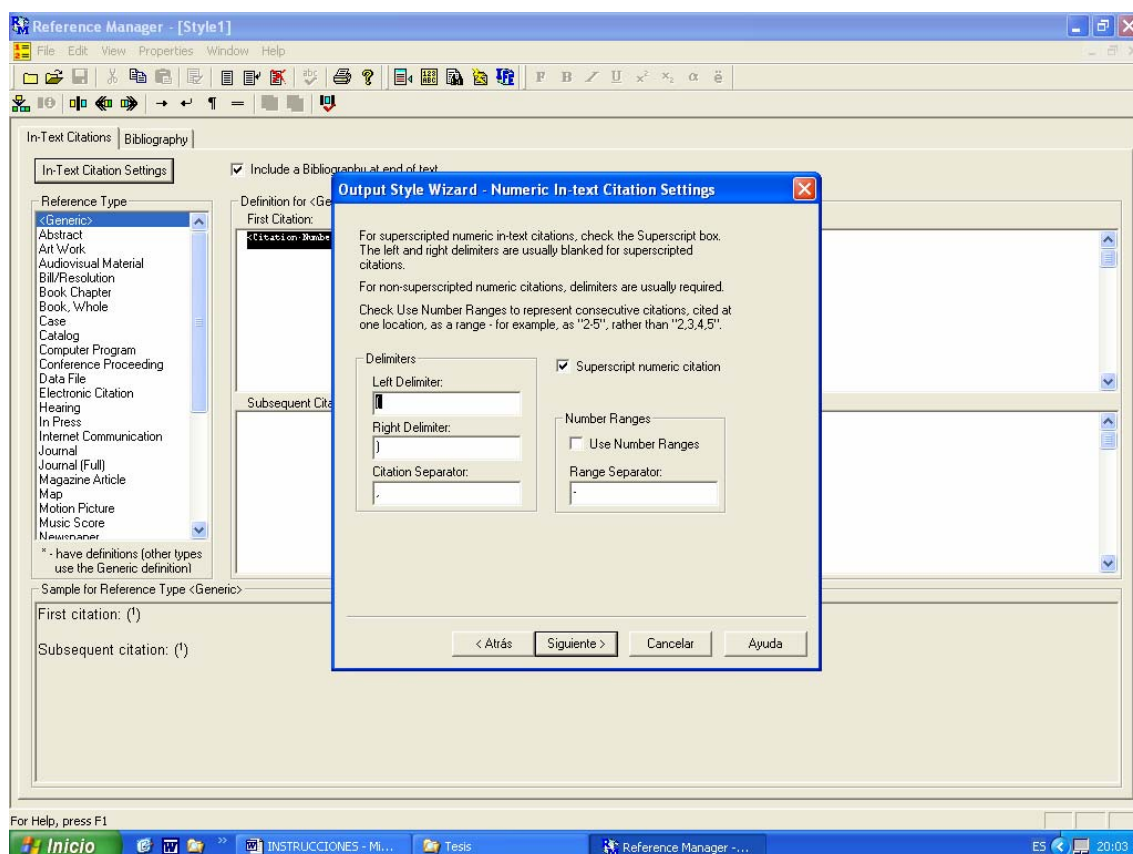 Reference Manager - [Style1]
File Edit View Properties Window Help
In-Text Citations Bibliography
In-Text Citation Settings
Include a Bibliography at end of text
Reference Type
<Generic>
Abstract
Art Work
Audiovisual Material
Bill/Resolution
Book Chapter
Book, Whole
Case
Catalog
Computer Program
Conference Proceeding
Data File
Electronic Citation
Hearing
In Press
Internet Communication
Journal
Journal (Full)
Magazine Article
Map
Motion Picture
Music Score
Newspaper
* - have definitions (other types
use the Generic definition)
Definition for <Ge
First Citation:
<Citation·Numbe
Subsequent Cita
Output Style Wizard - Numeric In-text Citation Settings
For superscripted numeric in-text citations, check the Superscript box.
The left and right delimiters are usually blanked for superscripted
citations.
For non-superscripted numeric citations, delimiters are usually required.
Check Use Number Ranges to represent consecutive citations, cited at
one location, as a range - for example, as "2-5", rather than "2,3,4,5".
Delimiters
Left Delimiter:
(
Right Delimiter:
)
Citation Separator:
,
Superscript numeric citation
Number Ranges
Use Number Ranges
Range Separator:
-
< Atrás Siguiente > Cancelar Ayuda
Sample for Reference Type <Generic>
First citation: (¹)
Subsequent citation: (¹)
For Help, press F1
Inicio INSTRUCCIONES - Mi... Tesis Reference Manager -... ES 20:03